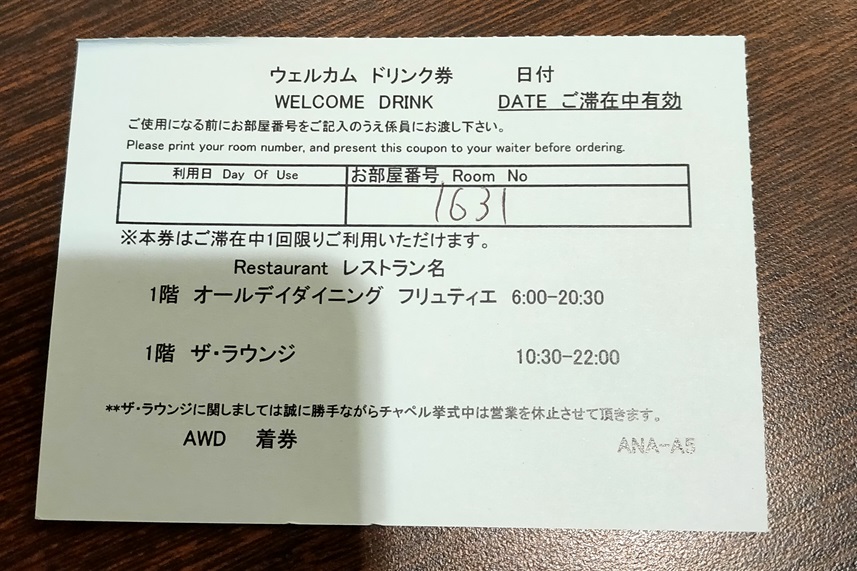 ウェルカム ドリンク券 日付
WELCOME DRINK DATE ご滞在中有効
ご使用になる前にお部屋番号をご記入のうえ係員にお渡し下さい。
Please print your room number, and present this coupon to your waiter before ordering.
利用日 Day Of Use お部屋番号 Room No
1631
※本券はご滞在中1回限りご利用いただけます。
Restaurant レストラン名
1階 オールデイダイニング フリュティエ 6:00-20:30
1階 ザ・ラウンジ 10:30-22:00
**ザ・ラウンジに関しましては誠に勝手ながらチャペル挙式中は営業を休止させて頂きます。
AWD 着券 ANA-A5